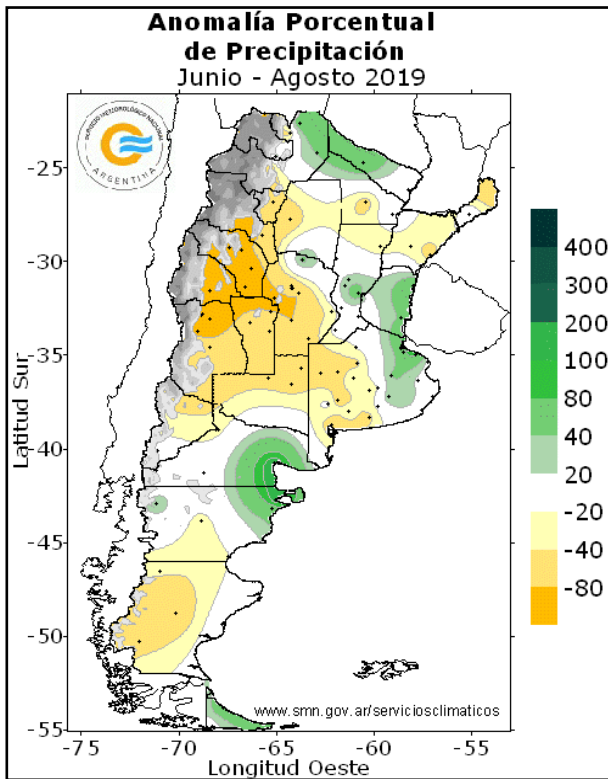 Anomalía Porcentual
de Precipitación
Junio - Agosto 2019
SERVICIO METEOROLÓGICO NACIONAL
ARGENTINA
Latitud Sur
-25
-30
-35
-40
-45
-50
-55
400
300
200
100
80
40
20
-20
-40
-80
www.smn.gov.ar/serviciosclimaticos
-75
-70
-65
-60
-55
Longitud Oeste